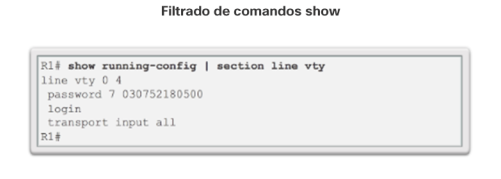 Filtrado de comandos show
R1# show running-config | section line vty
line vty 0 4
password 7 030752180500
login
transport input all
R1#